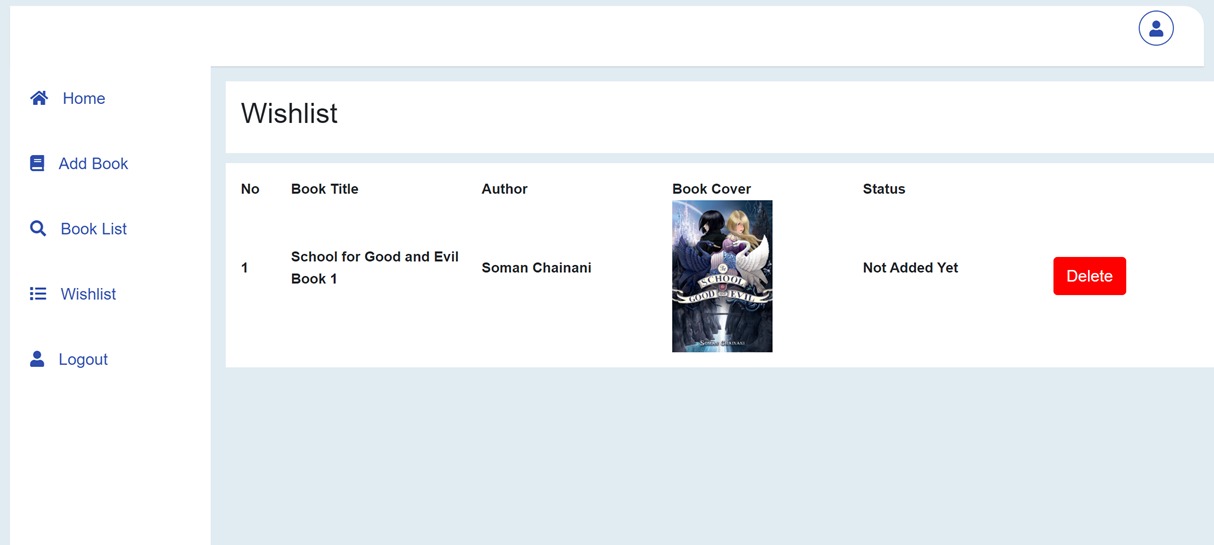 Home
Add Book
Book List
Wishlist
Logout
Wishlist
No Book Title Author Book Cover Status
1 School for Good and Evil Book 1 Soman Chainani Not Added Yet Delete
THE
SCHOOL
FOR
GOOD AND EVIL
SOMAN CHAINANI